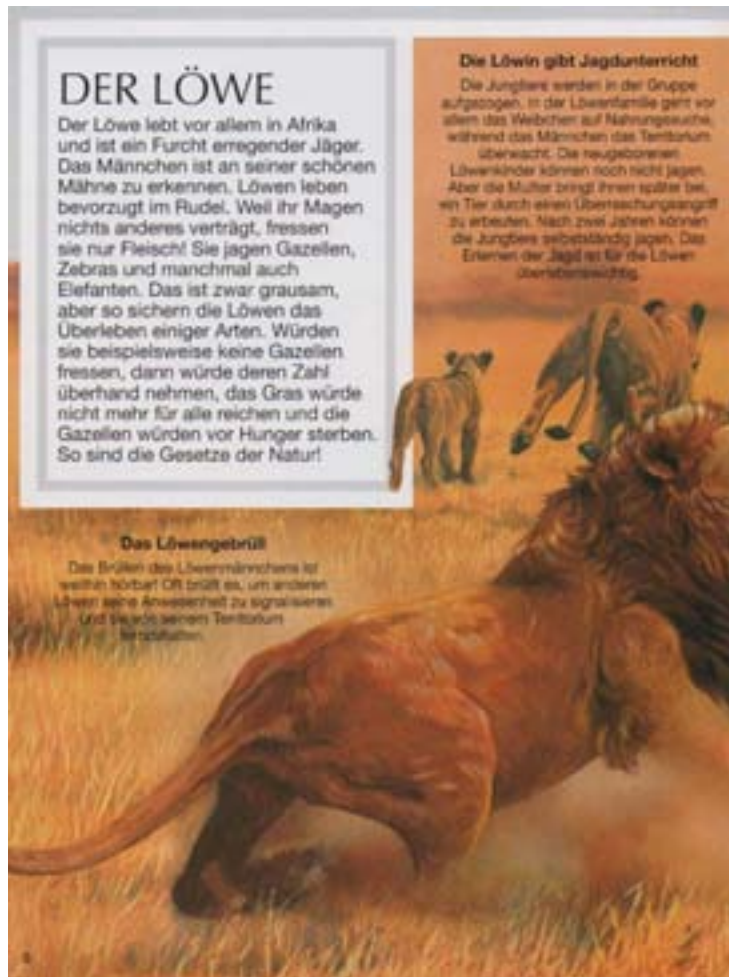 DER LÖWE
Der Löwe lebt vor allem in Afrika
und ist ein Furcht erregender Jäger.
Das Männchen ist an seiner schönen
Mähne zu erkennen. Löwen leben
bevorzugt im Rudel. Weil ihr Magen
nichts anderes verträgt, fressen
sie nur Fleisch! Sie jagen Gazellen,
Zebras und manchmal auch
Elefanten. Das ist zwar grausam,
aber so sichern die Löwen das
Überleben einiger Arten. Würden
sie beispielsweise keine Gazellen
fressen, dann würde deren Zahl
überhand nehmen, das Gras würde
nicht mehr für alle reichen und die
Gazellen würden vor Hunger sterben.
So sind die Gesetze der Natur!
Die Löwin gibt Jagdunterricht
Die Jungtiere werden in der Gruppe
aufgezogen. In der Löwenfamilie geht vor
allem das Weibchen auf Nahrungssuche,
während das Männchen das Territorium
überwacht. Die neugeborenen
Löwenkinder können noch nicht jagen.
Aber die Mutter bringt ihnen später bei,
ein Tier durch einen Überraschungsangriff
zu erbeuten. Nach zwei Jahren können
die Jungtiere selbstständig jagen. Das
Erlernen der Jagd ist für die Löwen
überlebenswichtig.
Das Löwengebrüll
Das Brüllen des Löwenmännchens ist
weithin hörbar! Oft brüllt es, um anderen
Löwen seine Anwesenheit zu signalisieren
und sie von seinem Territorium
fernzuhalten.